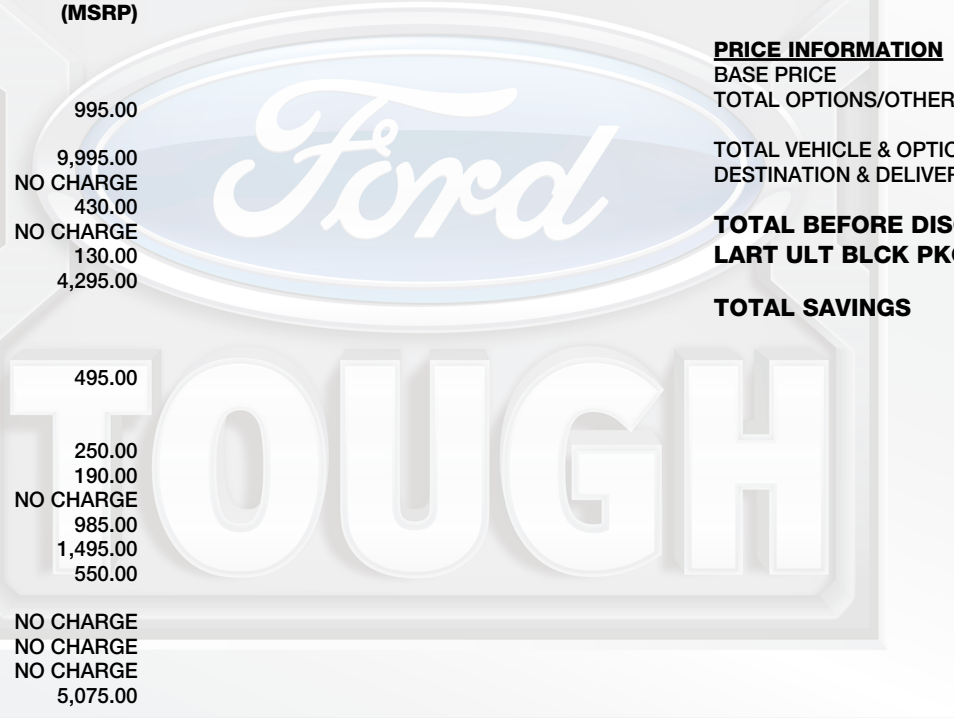 (MSRP)
995.00
9,995.00
NO CHARGE
430.00
NO CHARGE
130.00
4,295.00
495.00
250.00
190.00
NO CHARGE
985.00
1,495.00
550.00
NO CHARGE
NO CHARGE
NO CHARGE
5,075.00
PRICE INFORMATION
BASE PRICE
TOTAL OPTIONS/OTHER
TOTAL VEHICLE & OPTIO
DESTINATION & DELIVER
TOTAL BEFORE DIS
LART ULT BLCK PK
TOTAL SAVINGS
Ford
TOUGH